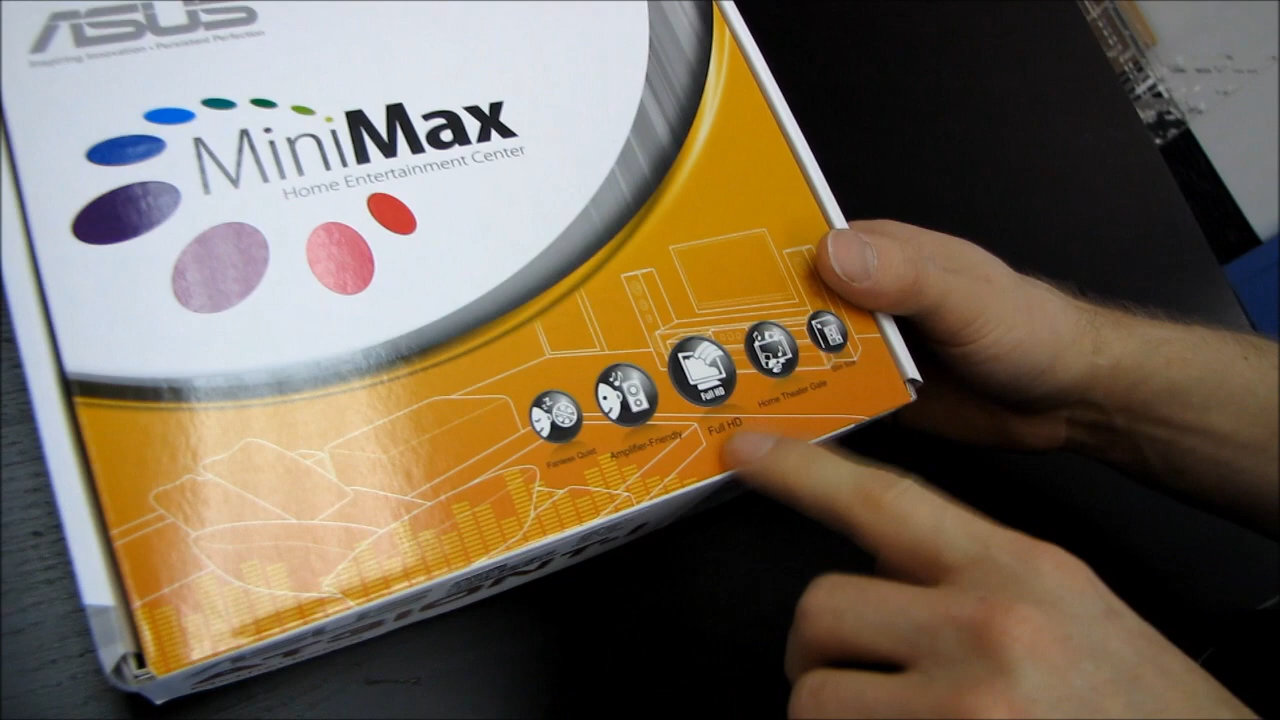 ASUS
Inspiring Innovation • Persistent Perfection
MiniMax
Home Entertainment Center
Full HD
Fanless Quiet
Amplifier-Friendly
Full HD
Home Theater Gate